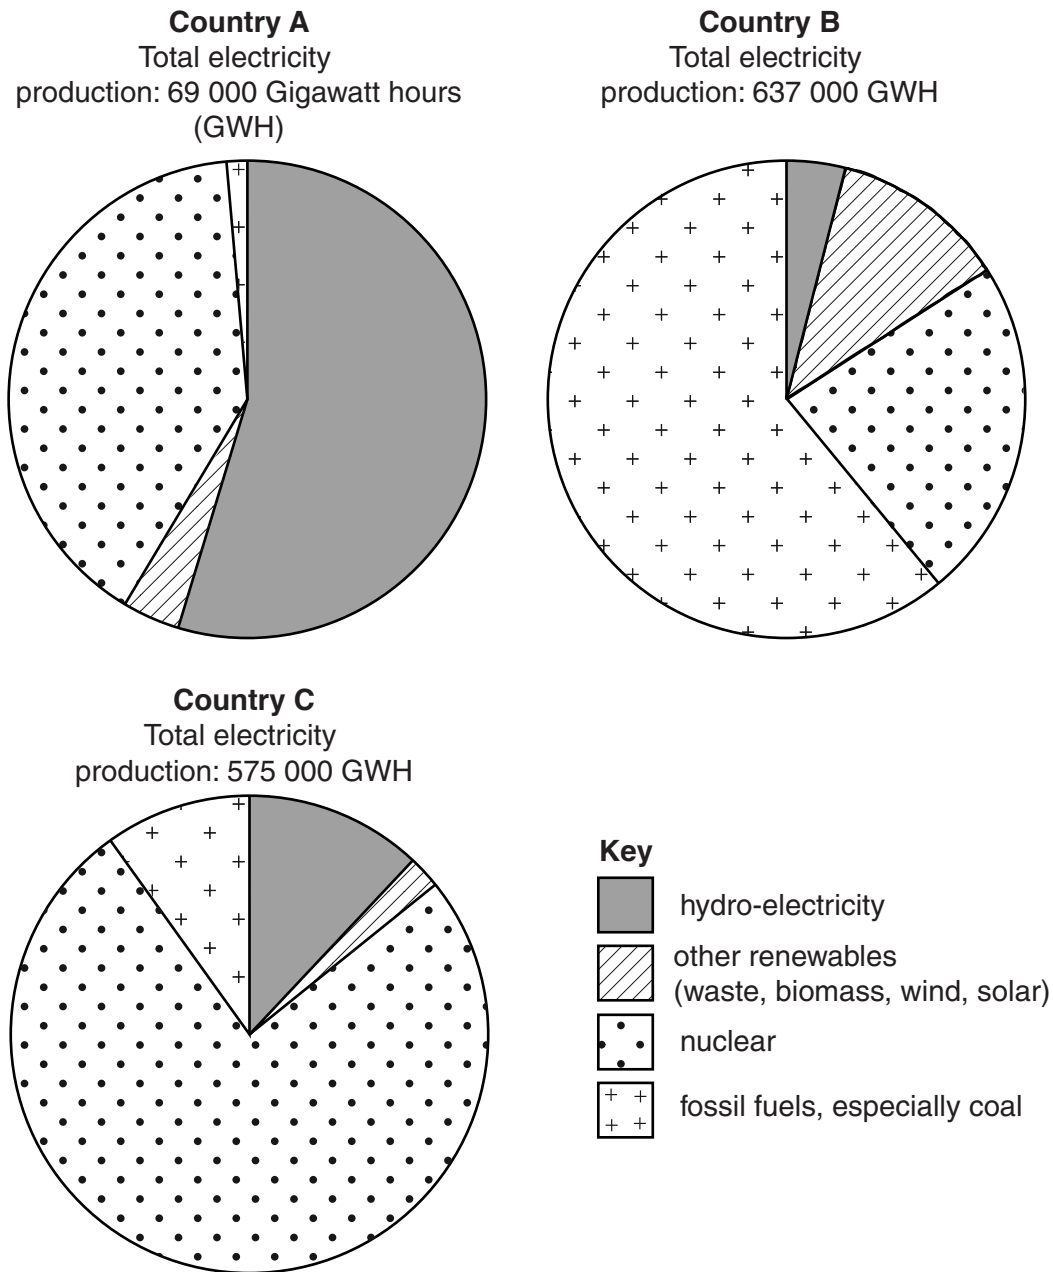 Country A
Total electricity
production: 69 000 Gigawatt hours
(GWH)
Country B
Total electricity
production: 637 000 GWH
Country C
Total electricity
production: 575 000 GWH
Key
hydro-electricity
other renewables
(waste, biomass, wind, solar)
nuclear
fossil fuels, especially coal